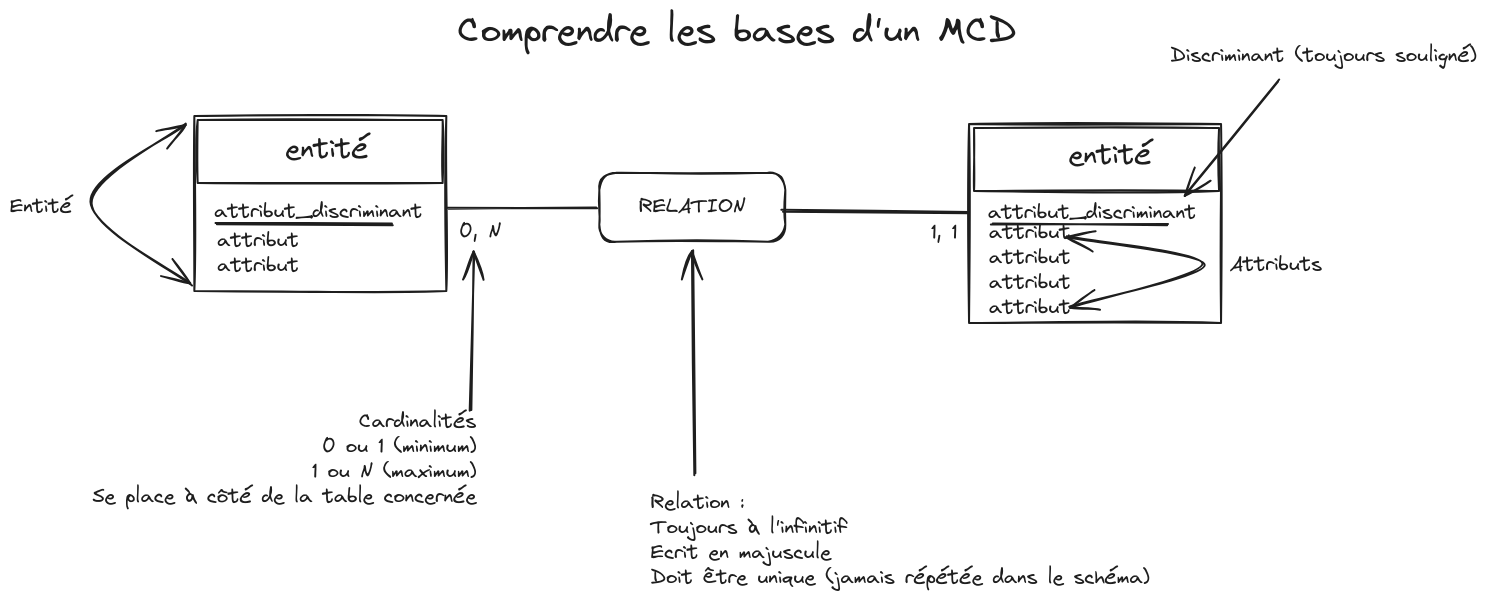 Comprendre les bases d'un MCD
Discriminant (toujours souligné)
Entité
entité
attribut_discriminant
attribut
attribut
0, N
RELATION
1, 1
entité
attribut_discriminant
attribut
attribut
attribut
attribut
Attributs
Cardinalités
0 ou 1 (minimum)
1 ou N (maximum)
Se place à côté de la table concernée
Relation :
Toujours à l'infinitif
Ecrit en majuscule
Doit être unique (jamais répétée dans le schéma)